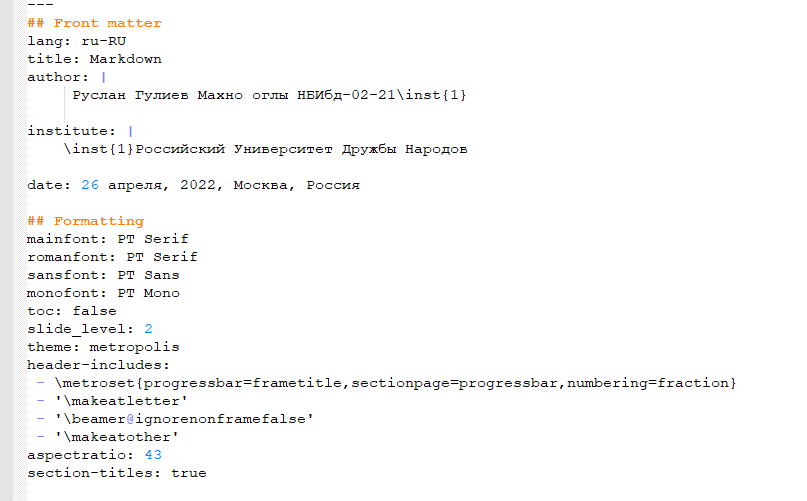 ---
## Front matter
lang: ru-RU
title: Markdown
author: |
     Руслан Гулиев Махно оглы НБИбд-02-21\inst{1}
institute: |
    \inst{1}Российский Университет Дружбы Народов
date: 26 апреля, 2022, Москва, Россия
## Formatting
mainfont: PT Serif
romanfont: PT Serif
sansfont: PT Sans
monofont: PT Mono
toc: false
slide_level: 2
theme: metropolis
header-includes:
 - \metroset{progressbar=frametitle,sectionpage=progressbar,numbering=fraction}
 - '\makeatletter'
 - '\beamer@ignorenonframefalse'
 - '\makeatother'
aspectratio: 43
section-titles: true